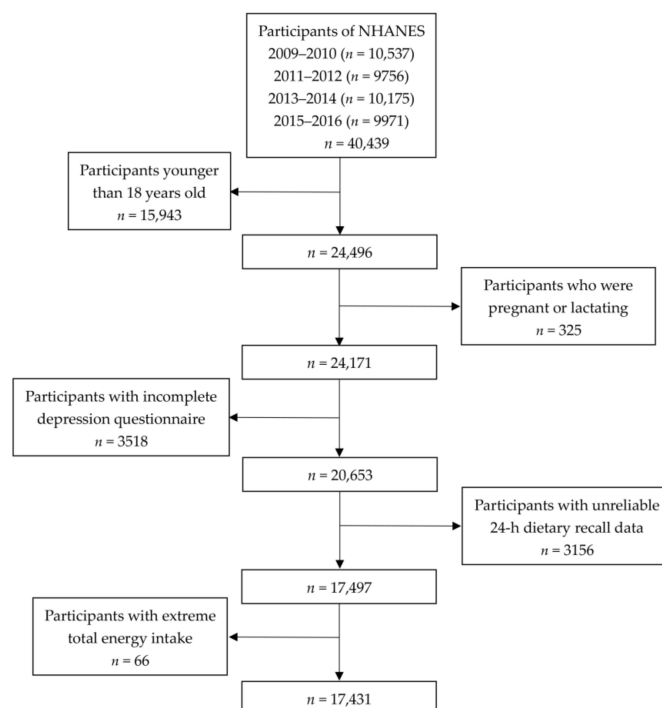 Participants of NHANES
2009–2010 (n = 10,537)
2011–2012 (n = 9756)
2013–2014 (n = 10,175)
2015–2016 (n = 9971)
n = 40,439
Participants younger
than 18 years old
n = 15,943
n = 24,496
Participants who were
pregnant or lactating
n = 325
n = 24,171
Participants with incomplete
depression questionnaire
n = 3518
n = 20,653
Participants with unreliable
24-h dietary recall data
n = 3156
n = 17,497
Participants with extreme
total energy intake
n = 66
n = 17,431